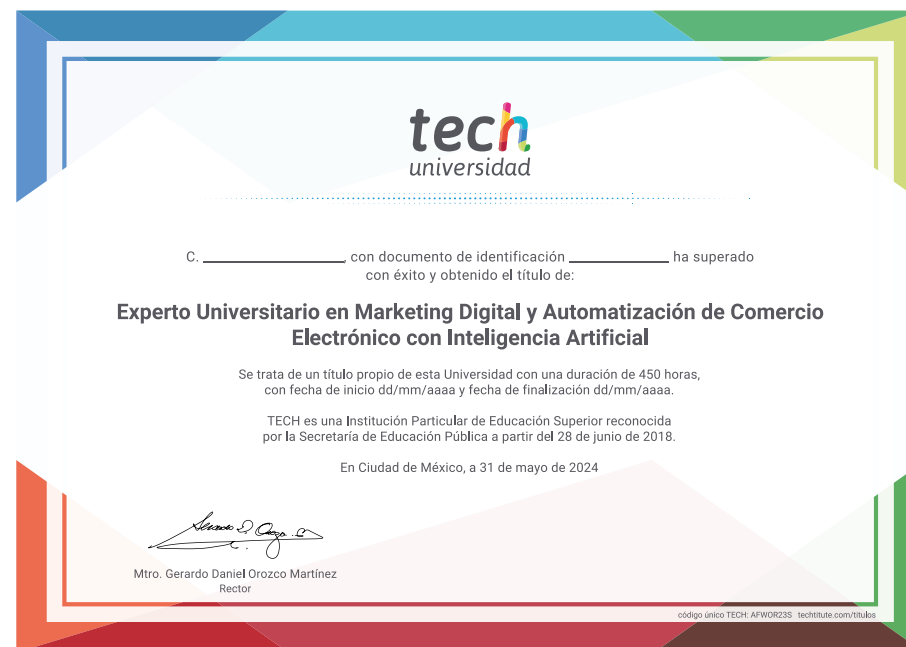 tech
universidad
C. ____________, con documento de identificación ____________ ha superado
con éxito y obtenido el título de:
Experto Universitario en Marketing Digital y Automatización de Comercio
Electrónico con Inteligencia Artificial
Se trata de un título propio de esta Universidad con una duración de 450 horas,
con fecha de inicio dd/mm/aaaa y fecha de finalización dd/mm/aaaa.
TECH es una Institución Particular de Educación Superior reconocida
por la Secretaría de Educación Pública a partir del 28 de junio de 2018.
En Ciudad de México, a 31 de mayo de 2024
Mtro. Gerardo Daniel Orozco Martínez
Rector
código único TECH: AFWOR23S techtitute.com/titulos